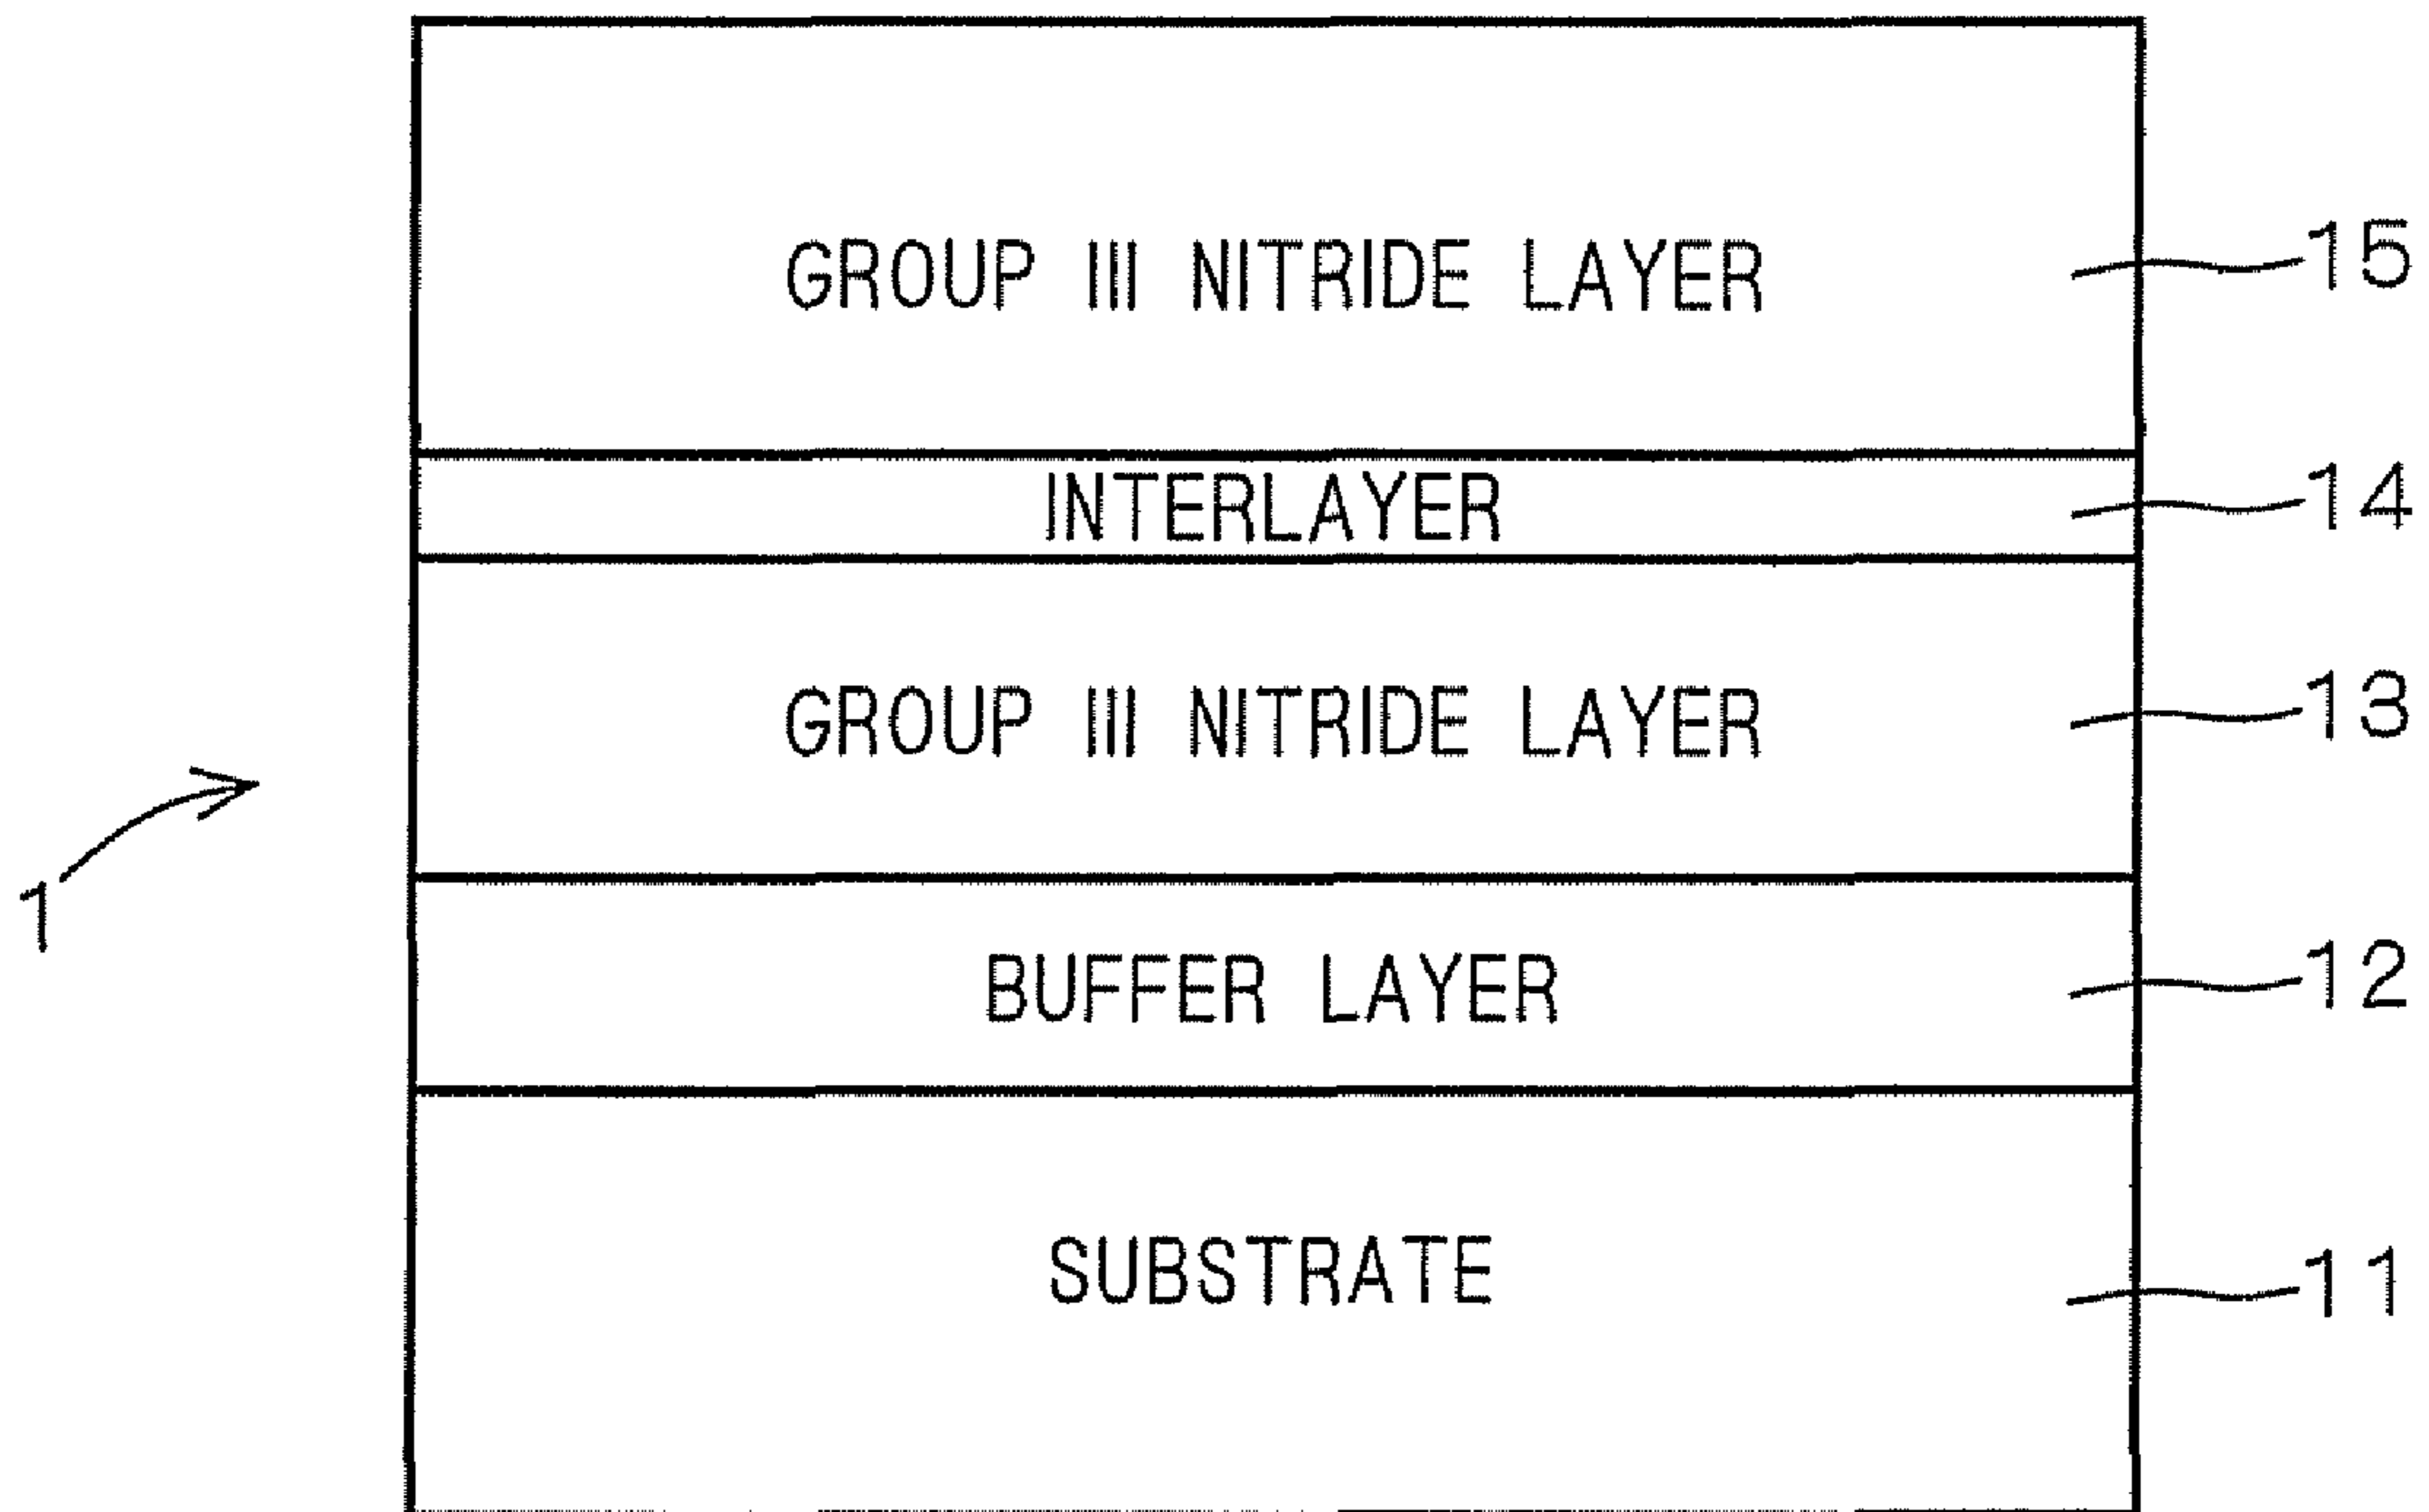 GROUP III NITRIDE LAYER 15
INTERLAYER 14
GROUP III NITRIDE LAYER 13
1
BUFFER LAYER 12
SUBSTRATE 11